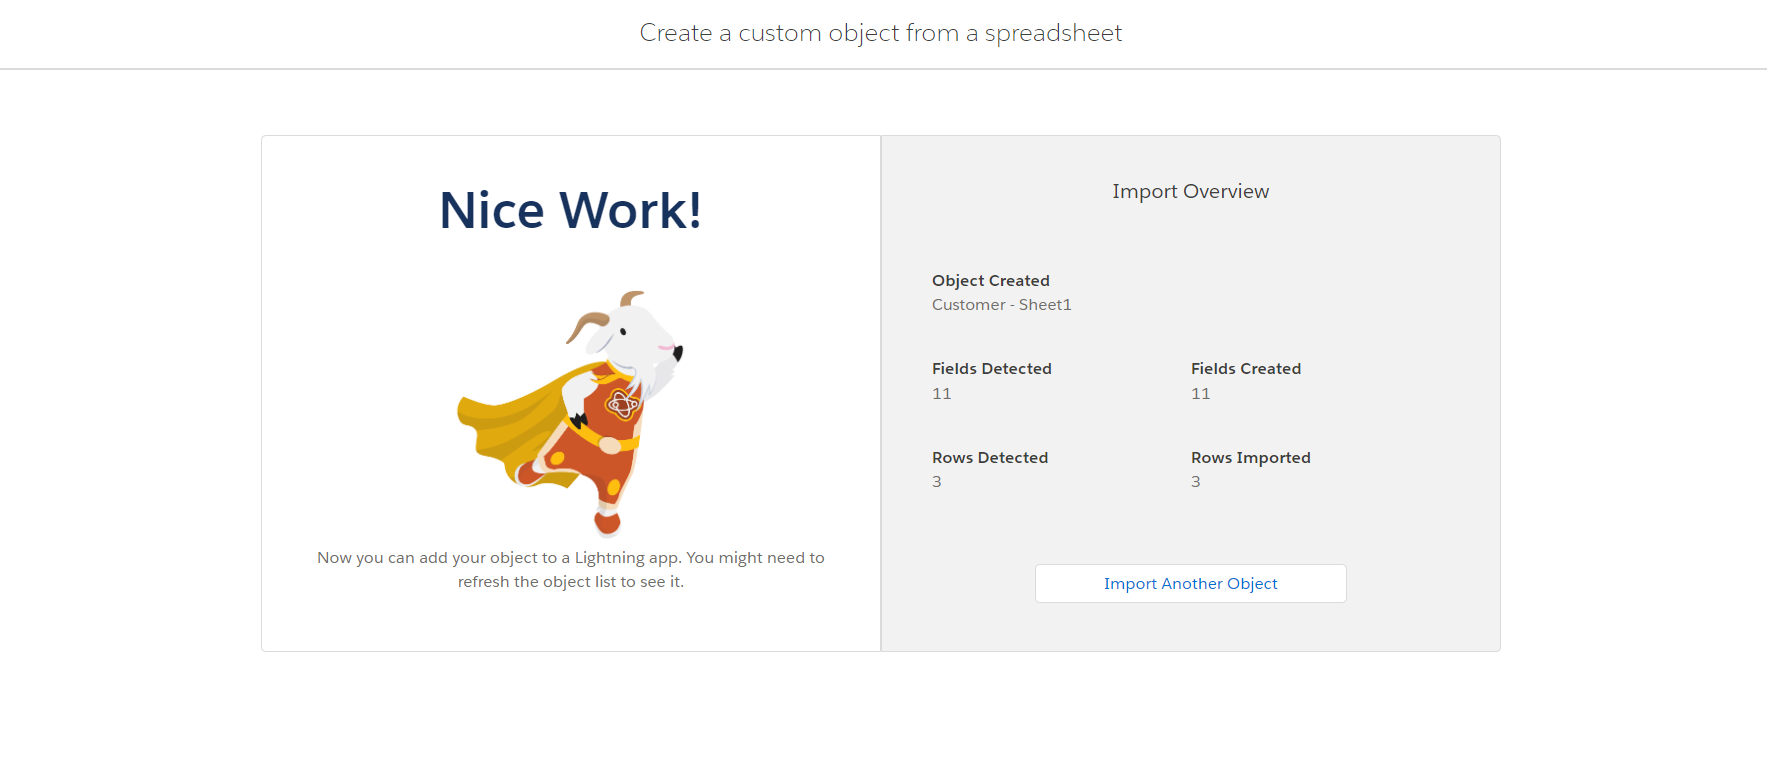 Create a custom object from a spreadsheet
Nice Work!
Now you can add your object to a Lightning app. You might need to
refresh the object list to see it.
Import Overview
Object Created
Customer - Sheet1
Fields Detected
11
Fields Created
11
Rows Detected
3
Rows Imported
3
Import Another Object